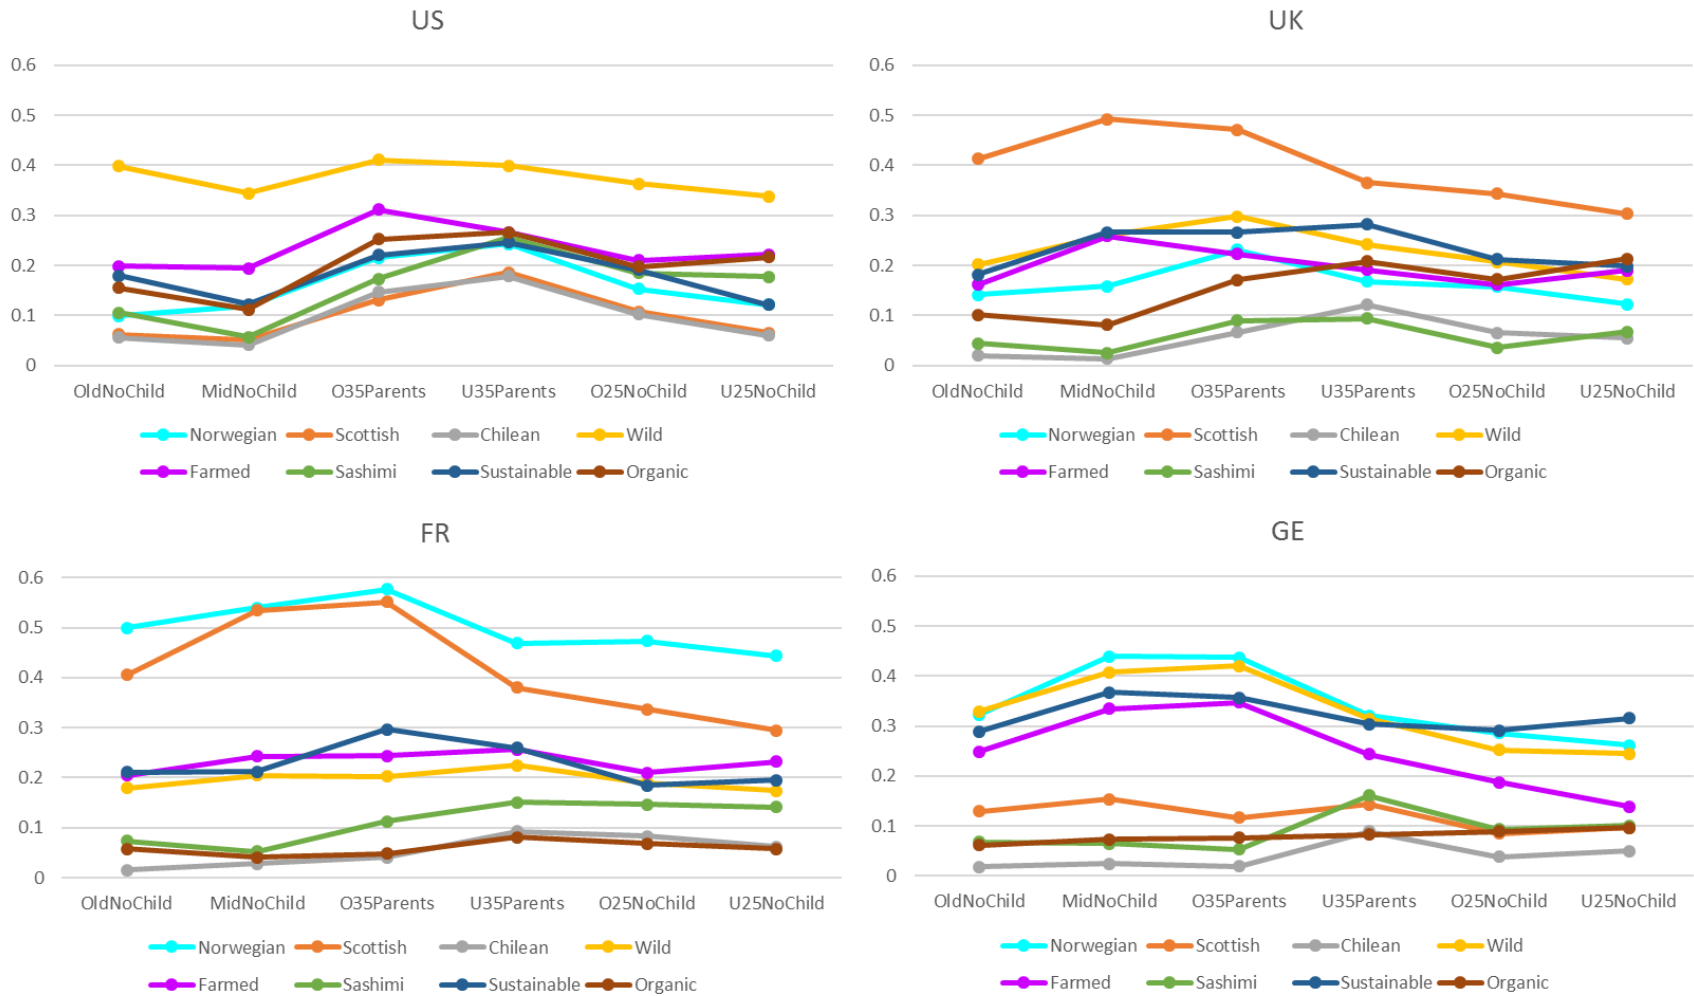 US
0.6
0.5
0.4
0.3
0.2
0.1
0
OldNoChild MidNoChild O35Parents U35Parents O25NoChild U25NoChild
Norwegian Scottish Chilean Wild
Farmed Sashimi Sustainable Organic
UK
0.6
0.5
0.4
0.3
0.2
0.1
0
OldNoChild MidNoChild O35Parents U35Parents O25NoChild U25NoChild
Norwegian Scottish Chilean Wild
Farmed Sashimi Sustainable Organic
FR
0.6
0.5
0.4
0.3
0.2
0.1
0
OldNoChild MidNoChild O35Parents U35Parents O25NoChild U25NoChild
Norwegian Scottish Chilean Wild
Farmed Sashimi Sustainable Organic
GE
0.6
0.5
0.4
0.3
0.2
0.1
0
OldNoChild MidNoChild O35Parents U35Parents O25NoChild U25NoChild
Norwegian Scottish Chilean Wild
Farmed Sashimi Sustainable Organic